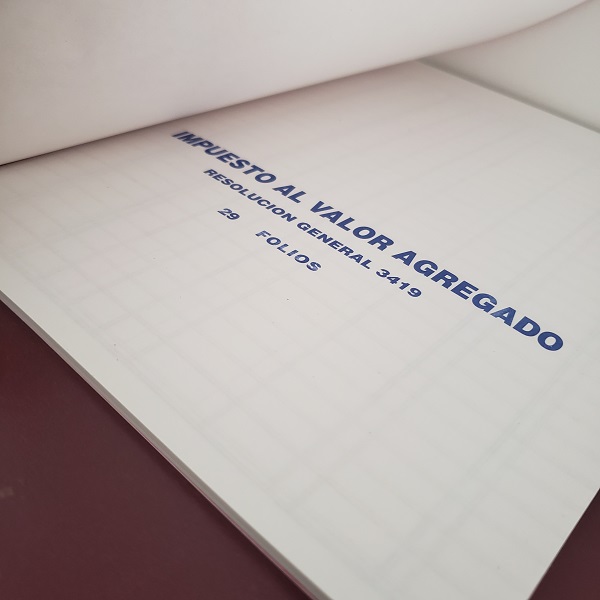 IMPUESTO AL VALOR AGREGADO
RESOLUCION GENERAL 3419
29 FOLIOS